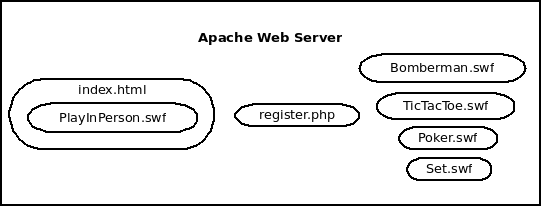 Apache Web Server
index.html
PlayInPerson.swf
register.php
Bomberman.swf
TicTacToe.swf
Poker.swf
Set.swf